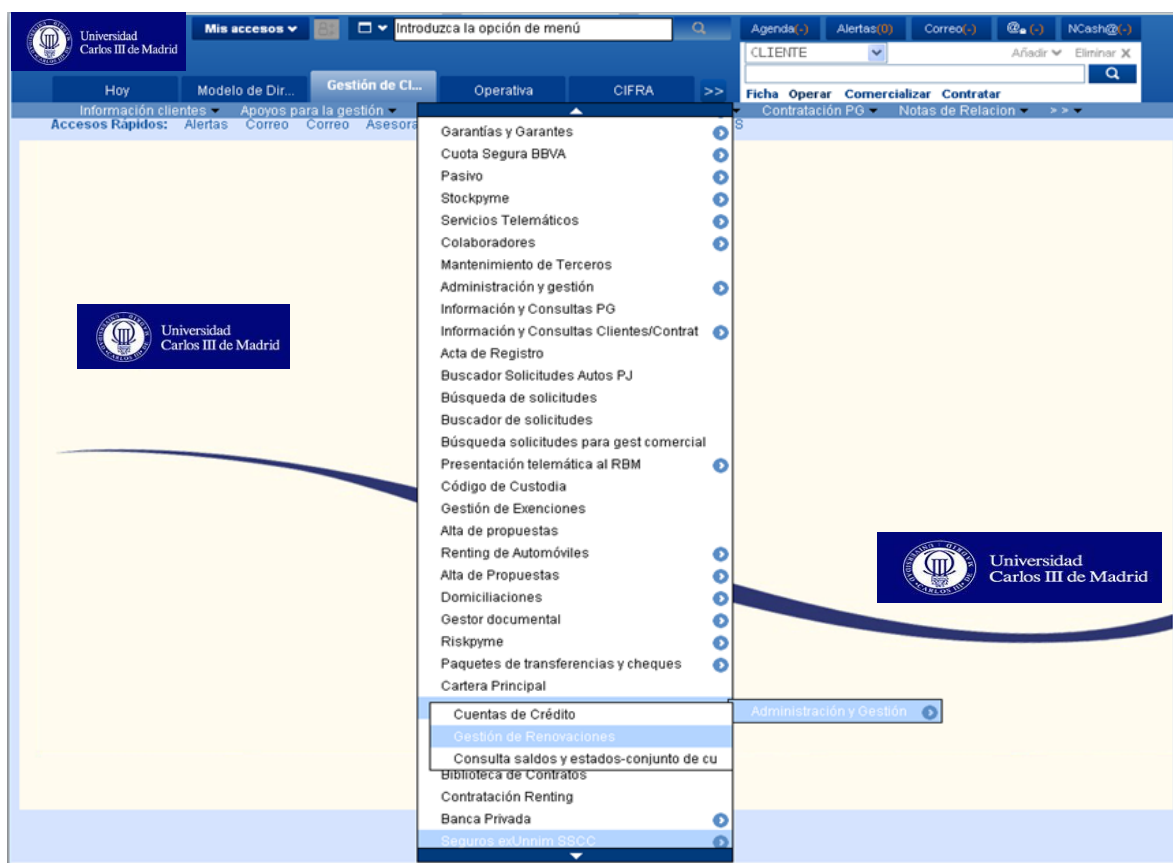 Universidad
Carlos III de Madrid
Mis accesos
Introduzca la opción de menú
Agenda(-) Alertas(0) Correo(-) @ (-) NCash@(-)
CLIENTE Añadir Eliminar X
Hoy Modelo de Dir... Gestión de Cl... Operativa CIFRA >>
Ficha Operar Comercializar Contratar
Información clientes Apoyos para la gestión Contratación PG Notas de Relacion >>
Accesos Rápidos: Alertas Correo Correo Asesora S
Garantías y Garantes
Cuota Segura BBVA
Pasivo
Stockpyme
Servicios Telemáticos
Colaboradores
Mantenimiento de Terceros
Administración y gestión
Información y Consultas PG
Información y Consultas Clientes/Contrat
Acta de Registro
Buscador Solicitudes Autos PJ
Búsqueda de solicitudes
Buscador de solicitudes
Búsqueda solicitudes para gest comercial
Presentación telemática al RBM
Código de Custodia
Gestión de Exenciones
Alta de propuestas
Renting de Automóviles
Alta de Propuestas
Domiciliaciones
Gestor documental
Riskpyme
Paquetes de transferencias y cheques
Cartera Principal
Administración y Gestión
Cuentas de Crédito
Gestión de Renovaciones
Consulta saldos y estados-conjunto de cu
Biblioteca de Contratos
Contratación Renting
Banca Privada
Seguros exUnnim SSCC
Universidad
Carlos III de Madrid
Universidad
Carlos III de Madrid